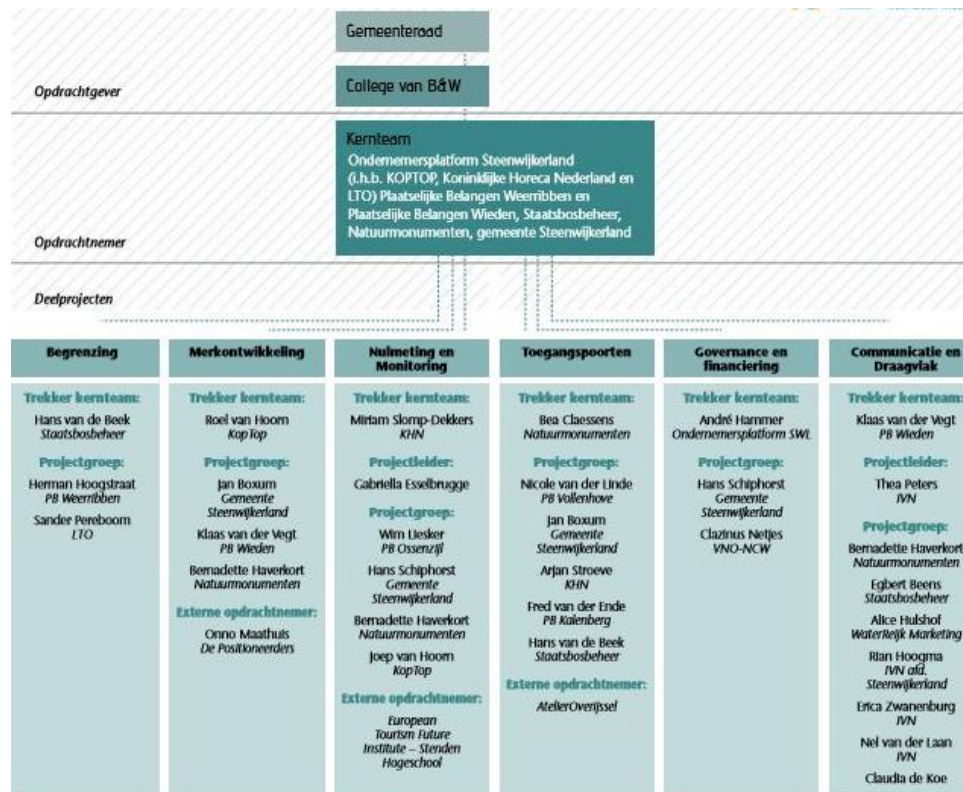 Gemeenteraad
College van B&W
Opdrachtgever
Kernteam
Ondernemersplatform Steenwijkerland
(i.h.b. KOPTOP, Koninklijke Horeca Nederland en
LTO) Plaatselijke Belangen Weerribben en
Plaatselijke Belangen Wieden, Staatsbosbeheer,
Natuurmonumenten, gemeente Steenwijkerland
Opdrachtnemer
Deelprojecten
Begrenzing
Trekker kernteam:
Hans van de Beek
Staatsbosbeheer
Projectgroep:
Herman Hoogstraat
PB Weerribben
Sander Pereboom
LTO
Merkontwikkeling
Trekker kernteam:
Roel van Hoorn
KopTop
Projectgroep:
Jan Boxum
Gemeente
Steenwijkerland
Klaas van der Vegt
PB Wieden
Bernadette Haverkort
Natuurmonumenten
Externe opdrachtnemer:
Onno Maathuis
De Positioneerders
Nulmeting en
Monitoring
Trekker kernteam:
Miriam Slomp-Dekkers
KHN
Projectleider:
Gabriella Esselbrugge
Projectgroep:
Wim Liesker
PB Ossenzijl
Hans Schiphorst
Gemeente
Steenwijkerland
Bernadette Haverkort
Natuurmonumenten
Joep van Hoorn
KopTop
Externe opdrachtnemer:
European
Tourism Future
Institute – Stenden
Hogeschool
Toegangspoorten
Trekker kernteam:
Bea Claessens
Natuurmonumenten
Projectgroep:
Nicole van der Linde
PB Vollenhove
Jan Boxum
Gemeente
Steenwijkerland
Arjan Stroeve
KHN
Fred van der Ende
PB Kalenberg
Hans van de Beek
Staatsbosbeheer
Externe opdrachtnemer:
AtelierOverijssel
Governance en
financiering
Trekker kernteam:
André Hammer
Ondernemersplatform SWL
Projectgroep:
Hans Schiphorst
Gemeente
Steenwijkerland
Clazinus Netjes
VNO-NCW
Communicatie en
Draagvlak
Trekker kernteam:
Klaas van der Vegt
PB Wieden
Projectleider:
Thea Peters
IVN
Projectgroep:
Bernadette Haverkort
Natuurmonumenten
Egbert Beens
Staatsbosbeheer
Alice Hulshof
WaterReijk Marketing
Rian Hoogma
IVN afd.
Steenwijkerland
Erica Zwanenburg
IVN
Nel van der Laan
IVN
Claudia de Koe